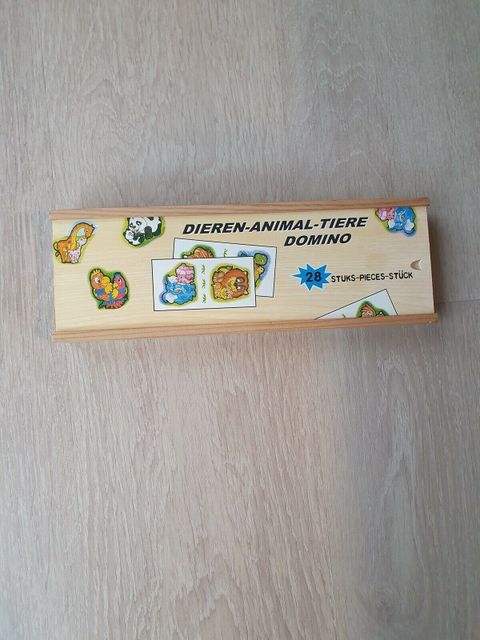 DIEREN-ANIMAL-TIERE
DOMINO
28 STUKS-PIECES-STÜCK